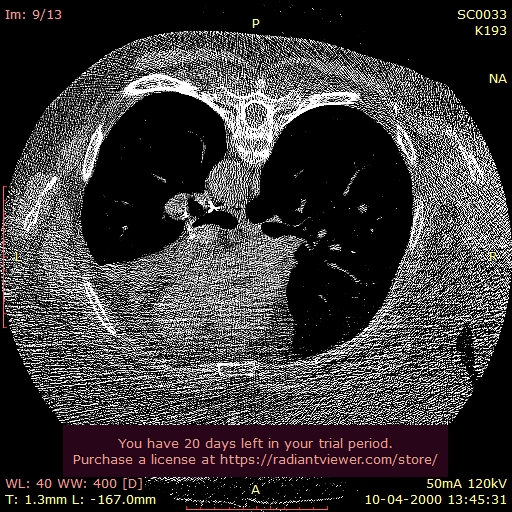 Im: 9/13
SC0033
K193
P
NA
L
R
You have 20 days left in your trial period.
Purchase a license at https://radiantviewer.com/store/
WL: 40 WW: 400 [D]
T: 1.3mm L: -167.0mm
A
50mA 120kV
10-04-2000 13:45:31